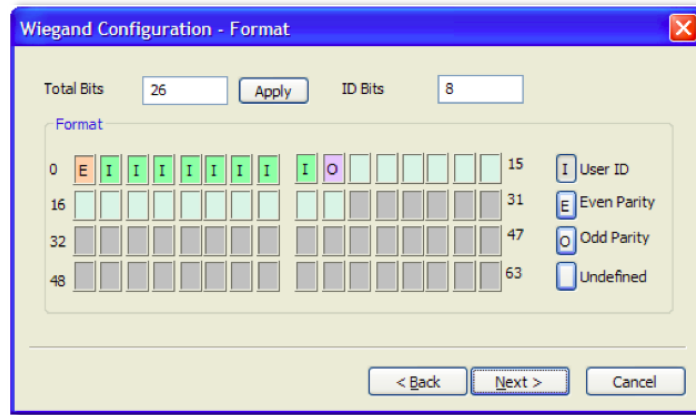 Wiegand Configuration - Format
Total Bits 26 Apply ID Bits 8
Format
0 E I I I I I I I I O 15 I User ID
16 31 E Even Parity
32 47 O Odd Parity
48 63 Undefined
< Back Next > Cancel